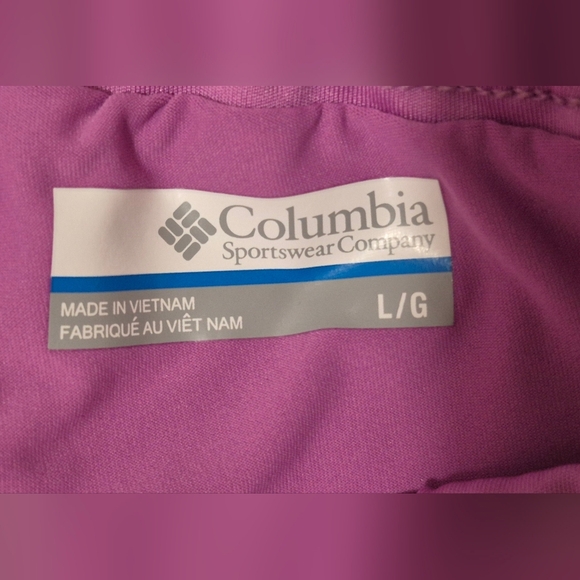 Columbia
Sportswear Company
MADE IN VIETNAM
FABRIQUÉ AU VIÊT NAM
L/G